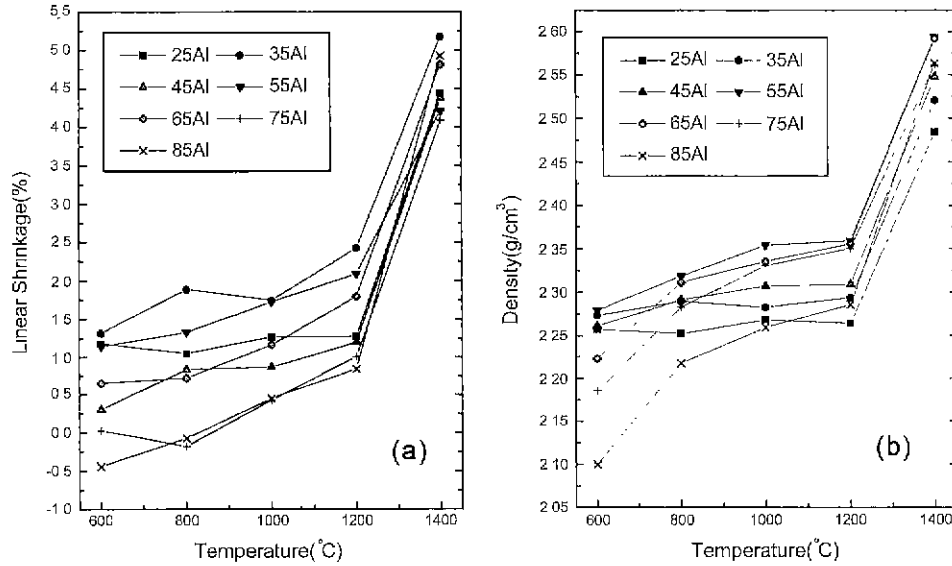 5.5
5.0
4.5
4.0
3.5
3 0
2 5
2 0
1.5
1 0
0 5
0.0
-0 5
-1.0
Linear Shrinkage(%)
25Al 35Al
45Al 55Al
65Al 75Al
85Al
(a)
600 800 1000 1200 1400
Temperature(°C)
2.60
2.55
2.50
2.45
2.40
2.35
2.30
2.25
2.20
2.15
2 10
2 05
Density(g/cm³)
25Al 35Al
45Al 55Al
65Al 75Al
85Al
(b)
600 800 1000 1200 1400
Temperature(°C)